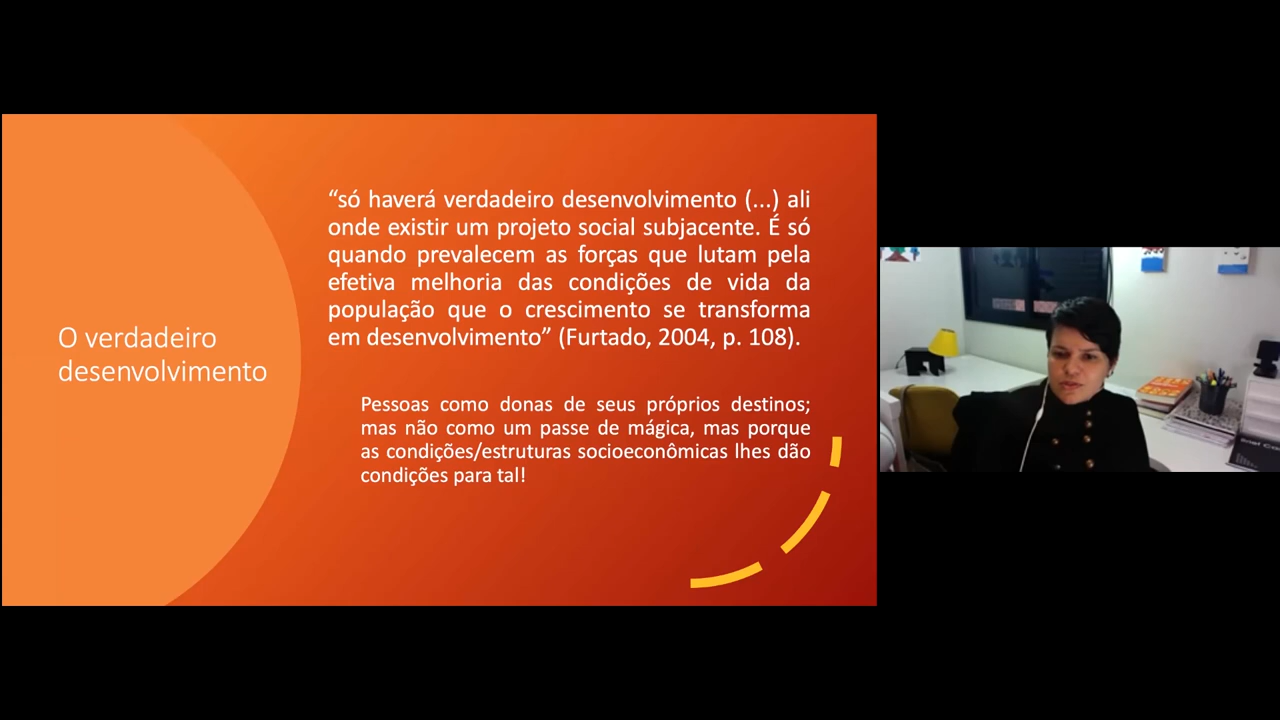 O verdadeiro
desenvolvimento
“só haverá verdadeiro desenvolvimento (...) ali
onde existir um projeto social subjacente. É só
quando prevalecem as forças que lutam pela
efetiva melhoria das condições de vida da
população que o crescimento se transforma
em desenvolvimento” (Furtado, 2004, p. 108).
Pessoas como donas de seus próprios destinos;
mas não como um passe de mágica, mas porque
as condições/estruturas socioeconômicas lhes dão
condições para tal!